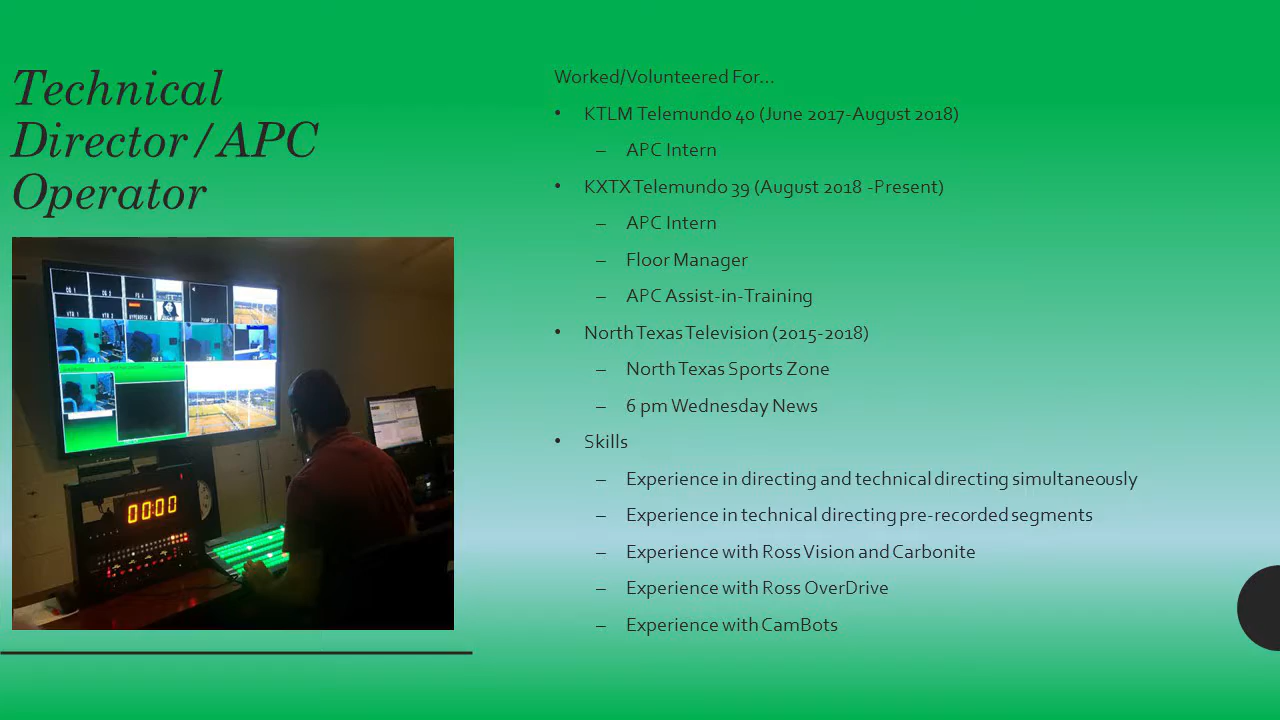 Technical
Director/APC
Operator
Worked/Volunteered For...
• KTLM Telemundo 40 (June 2017-August 2018)
– APC Intern
• KXTX Telemundo 39 (August 2018 -Present)
– APC Intern
– Floor Manager
– APC Assist-in-Training
• North Texas Television (2015-2018)
– North Texas Sports Zone
– 6 pm Wednesday News
• Skills
– Experience in directing and technical directing simultaneously
– Experience in technical directing pre-recorded segments
– Experience with Ross Vision and Carbonite
– Experience with Ross OverDrive
– Experience with CamBots
00:00